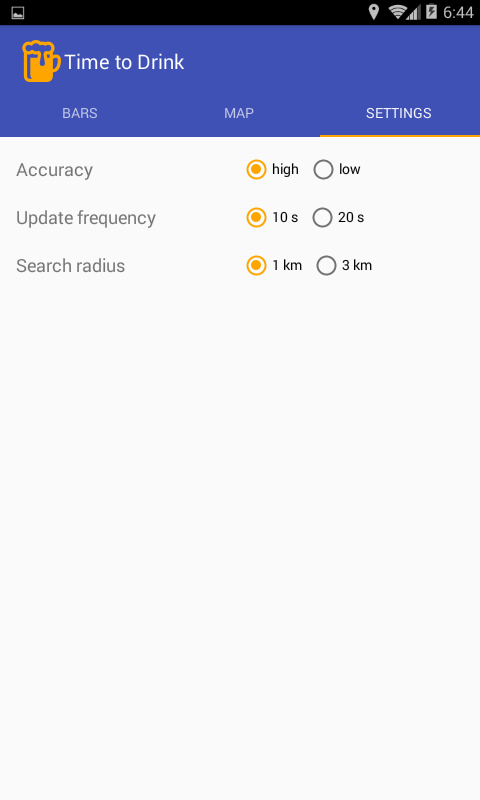 6:44
Time to Drink
BARS MAP SETTINGS
Accuracy high low
Update frequency 10 s 20 s
Search radius 1 km 3 km